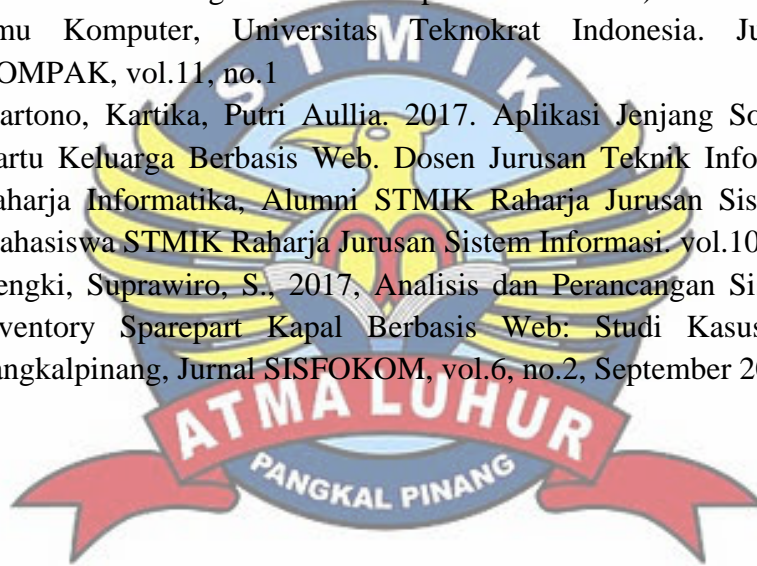 mu Komputer, Universitas Teknokrat Indonesia. Ju
OMPAK, vol.11, no.1
artono, Kartika, Putri Aullia. 2017. Aplikasi Jenjang So
artu Keluarga Berbasis Web. Dosen Jurusan Teknik Infor
aharja Informatika, Alumni STMIK Raharja Jurusan Sis
ahasiswa STMIK Raharja Jurusan Sistem Informasi. vol.10
engki, Suprawiro, S., 2017, Analisis dan Perancangan Si
ventory Sparepart Kapal Berbasis Web: Studi Kasus
angkalpinang, Jurnal SISFOKOM, vol.6, no.2, September 20
STMIK
ATMA LUHUR
PANGKAL PINANG